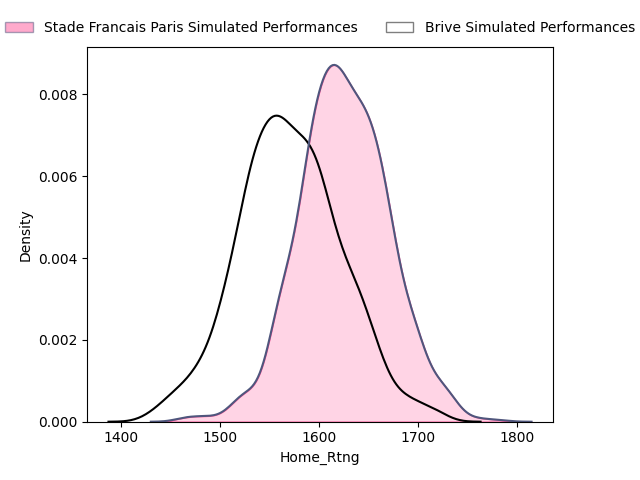 Stade Francais Paris Simulated Performances Brive Simulated Performances
0.008
0.006
0.004
0.002
0.000
Density
1400 1500 1600 1700 1800
Home_Rtng